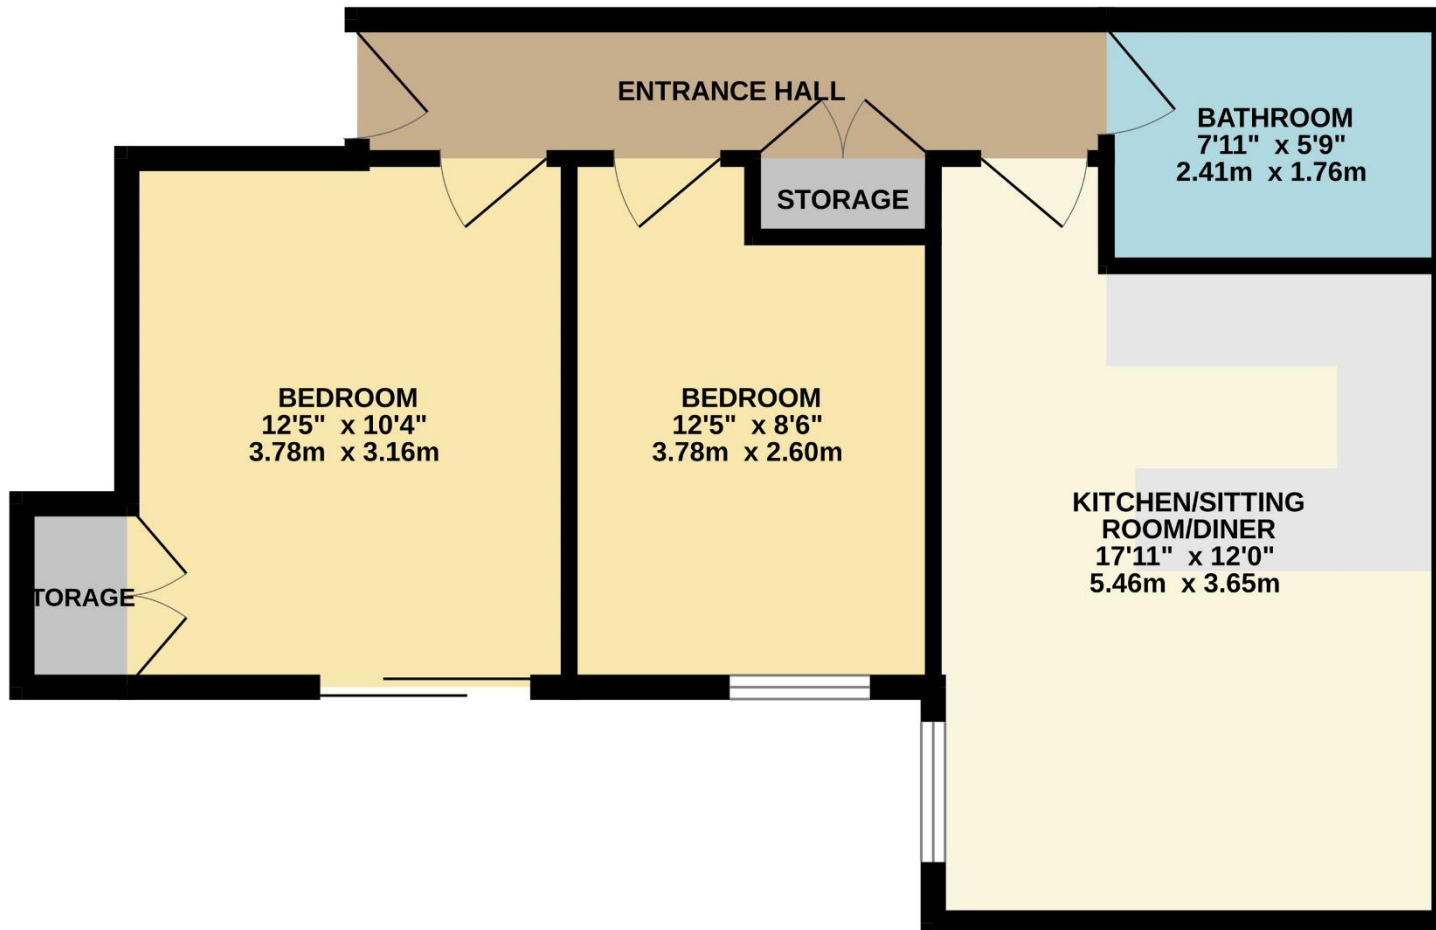 ENTRANCE HALL
BATHROOM
7'11" x 5'9"
2.41m x 1.76m
STORAGE
BEDROOM
12'5" x 10'4"
3.78m x 3.16m
BEDROOM
12'5" x 8'6"
3.78m x 2.60m
KITCHEN/SITTING
ROOM/DINER
17'11" x 12'0"
5.46m x 3.65m
TORAGE